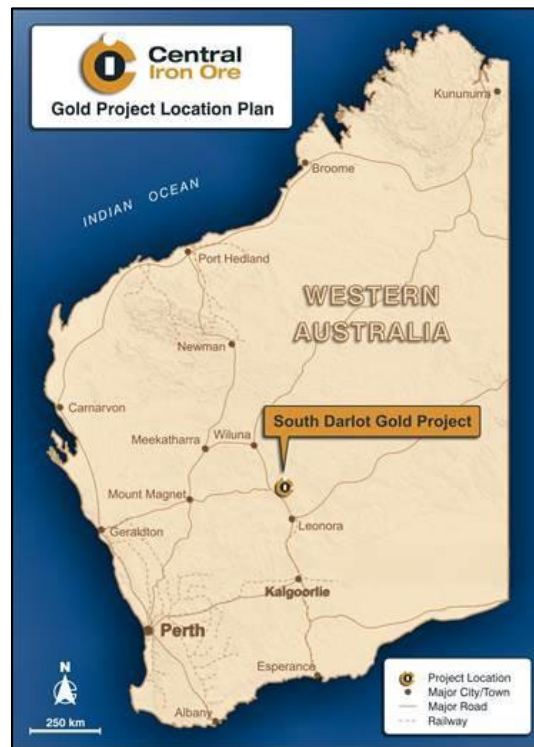 Central
Iron Ore
Gold Project Location Plan
Kununurra
Broome
INDIAN OCEAN
Port Hedland
WESTERN
AUSTRALIA
Newman
Carnarvon
South Darlot Gold Project
Meekatharra
Wiluna
Mount Magnet
Leonora
Geraldton
Kalgoorlie
Perth
Esperance
N
250 km
Albany
Project Location
Major City/Town
Major Road
Railway